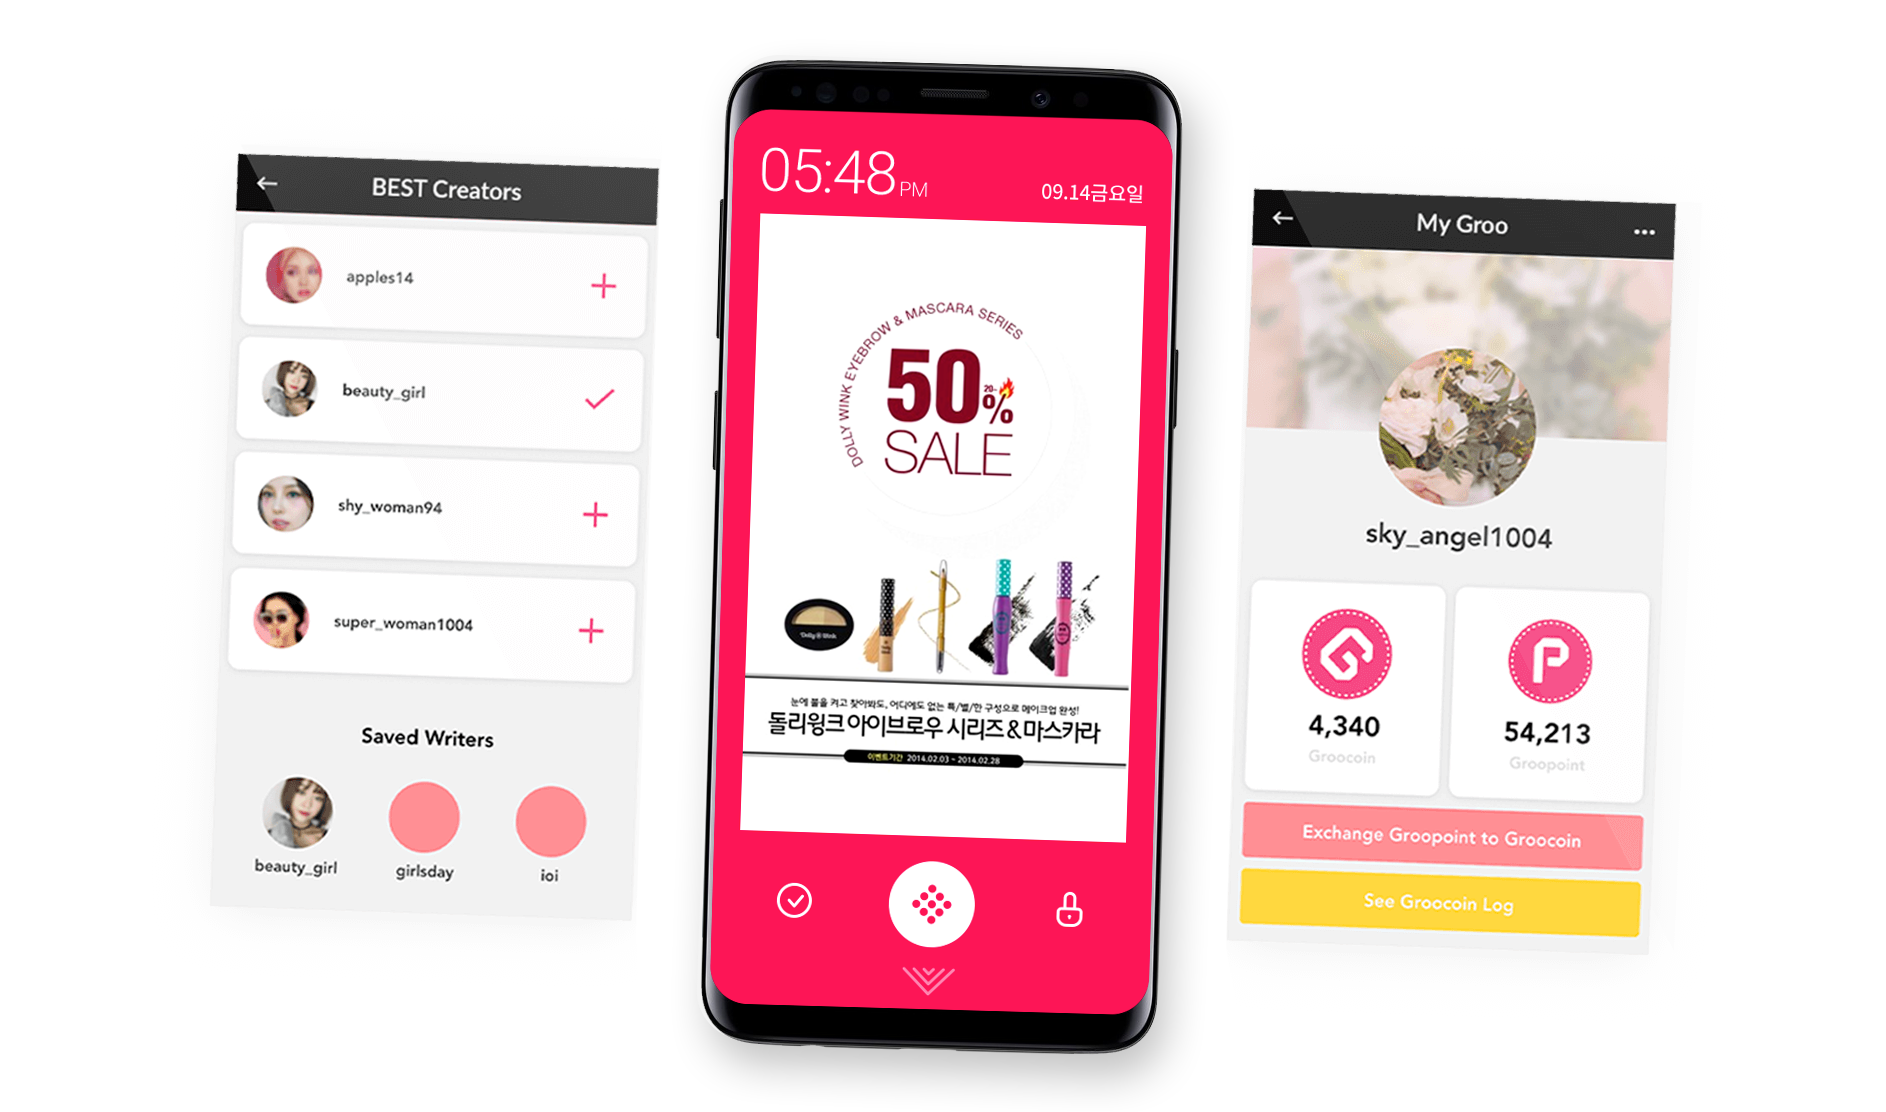 BEST Creators
apples14
beauty_girl
shy_woman94
super_woman1004
Saved Writers
beauty_girl
girlsday
ioi
05:48 PM
09.14금요일
DOLLY WINK EYEBROW & MASCARA SERIES
50%
20~
SALE
Dolly Wink
눈에 불을 켜고 찾아봐도, 어디에도 없는 특/별/한 구성으로 메이크업 완성!
돌리윙크 아이브로우 시리즈&마스카라
이벤트기간 2014.02.03 ~ 2014.02.28
My Groo
sky_angel1004
G
P
4,340
54,213
Groocoin
Groopoint
Exchange Groopoint to Groocoin
See Groocoin Log